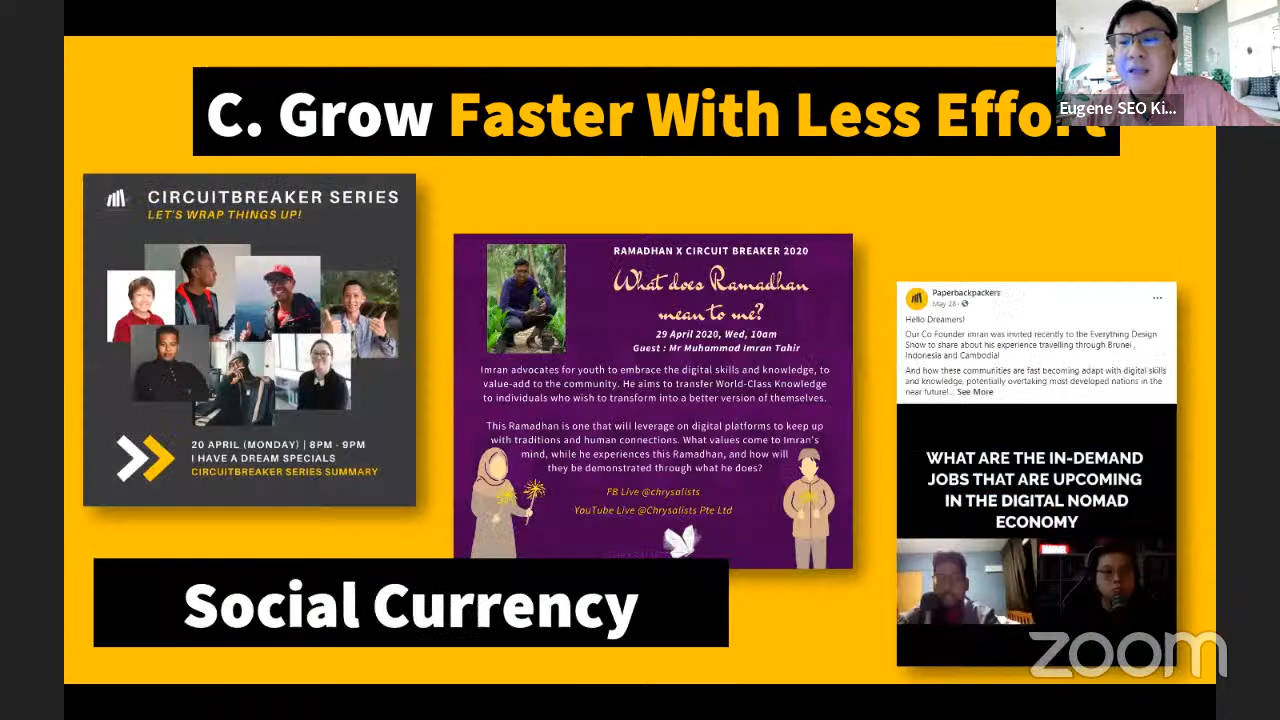 C. Grow Faster With Less Effort
Eugene SEO Ki...
CIRCUITBREAKER SERIES
LET'S WRAP THINGS UP!
20 APRIL (MONDAY) | 8PM - 9PM
I HAVE A DREAM SPECIALS
CIRCUITBREAKER SERIES SUMMARY
RAMADHAN X CIRCUIT BREAKER 2020
What does Ramadhan
mean to me?
29 April 2020, Wed, 10am
Guest : Mr Muhammad Imran Tahir
Imran advocates for youth to embrace the digital skills and knowledge, to
value-add to the community. He aims to transfer World-Class Knowledge
to individuals who wish to transform into a better version of themselves.
This Ramadhan is one that will leverage on digital platforms to keep up
with traditions and human connections. What values come to Imran's
mind, while he experiences this Ramadhan, and how will
they be demonstrated through what he does?
FB Live @chrysalists
YouTube Live @Chrysalists Pte Ltd
Paperbackpackers
May 28 ·
...
Hello Dreamers!
Our Co Founder imran was invited recently to the Everything Design
Show to share about his experience travelling through Brunei ,
Indonesia and Cambodia!
And how these communities are fast becoming adapt with digital skills
and knowledge, potentially overtaking most developed nations in the
near future!... See More
WHAT ARE THE IN-DEMAND
JOBS THAT ARE UPCOMING
IN THE DIGITAL NOMAD
ECONOMY
MARVEL
Social Currency
zoom